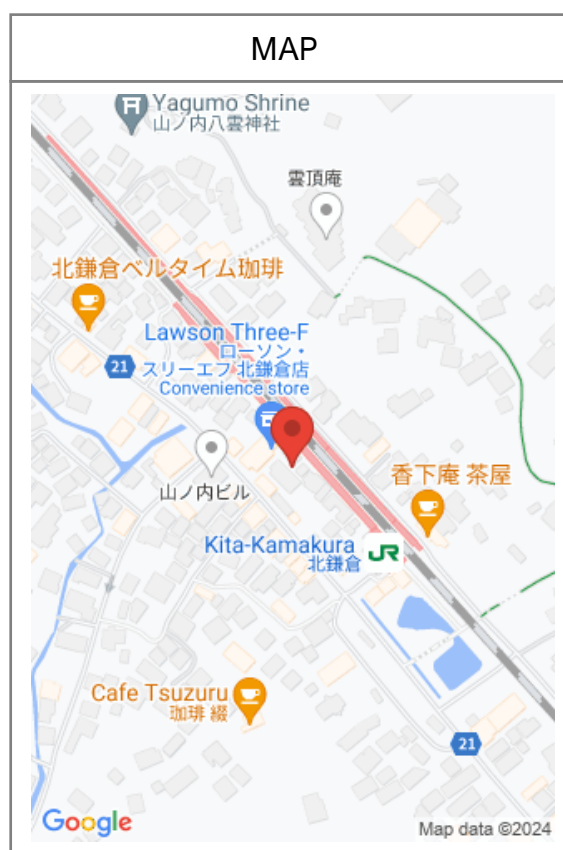 MAP
Yagumo Shrine
山ノ内八雲神社
雲頂庵
北鎌倉ベルタイム珈琲
Lawson Three-F
ローソン・
スリーエフ 北鎌倉店
Convenience store
21
山ノ内ビル
香下庵 茶屋
Kita-Kamakura
北鎌倉
JR
Cafe Tsuzuru
珈琲 綴
21
Google
Map data ©2024